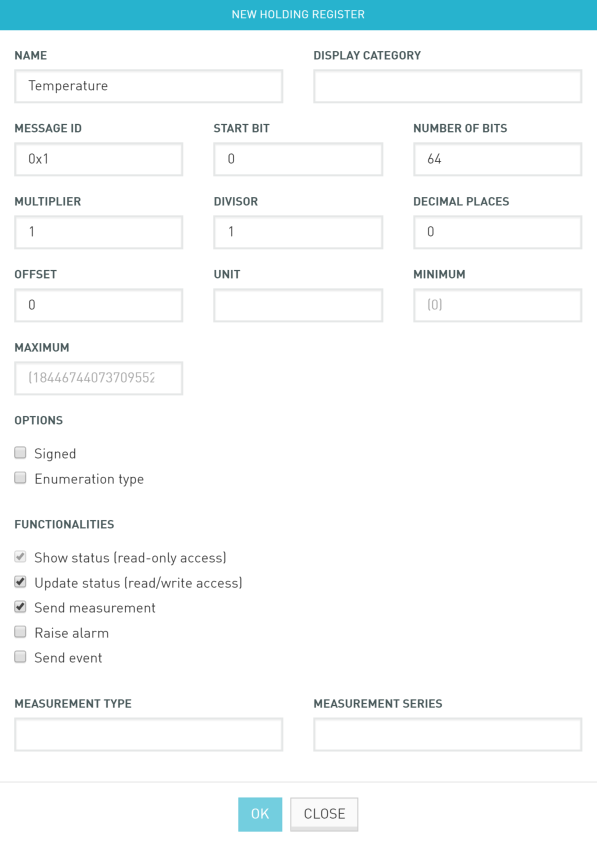 NEW HOLDING REGISTER
NAME
DISPLAY CATEGORY
Temperature
MESSAGE ID
START BIT
NUMBER OF BITS
0x1
0
64
MULTIPLIER
DIVISOR
DECIMAL PLACES
1
1
0
OFFSET
UNIT
MINIMUM
0
(0)
MAXIMUM
(18446744073709552
OPTIONS
Signed
Enumeration type
FUNCTIONALITIES
Show status (read-only access)
Update status (read/write access)
Send measurement
Raise alarm
Send event
MEASUREMENT TYPE
MEASUREMENT SERIES
OK
CLOSE